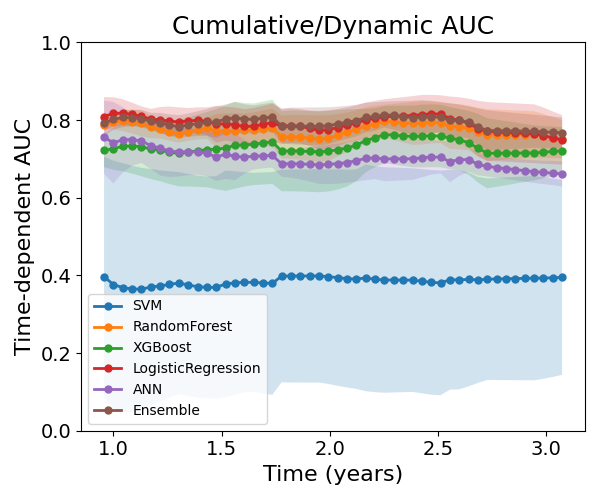 Cumulative/Dynamic AUC
Time-dependent AUC
1.0
0.8
0.6
0.4
0.2
0.0
SVM
RandomForest
XGBoost
LogisticRegression
ANN
Ensemble
1.0 1.5 2.0 2.5 3.0
Time (years)